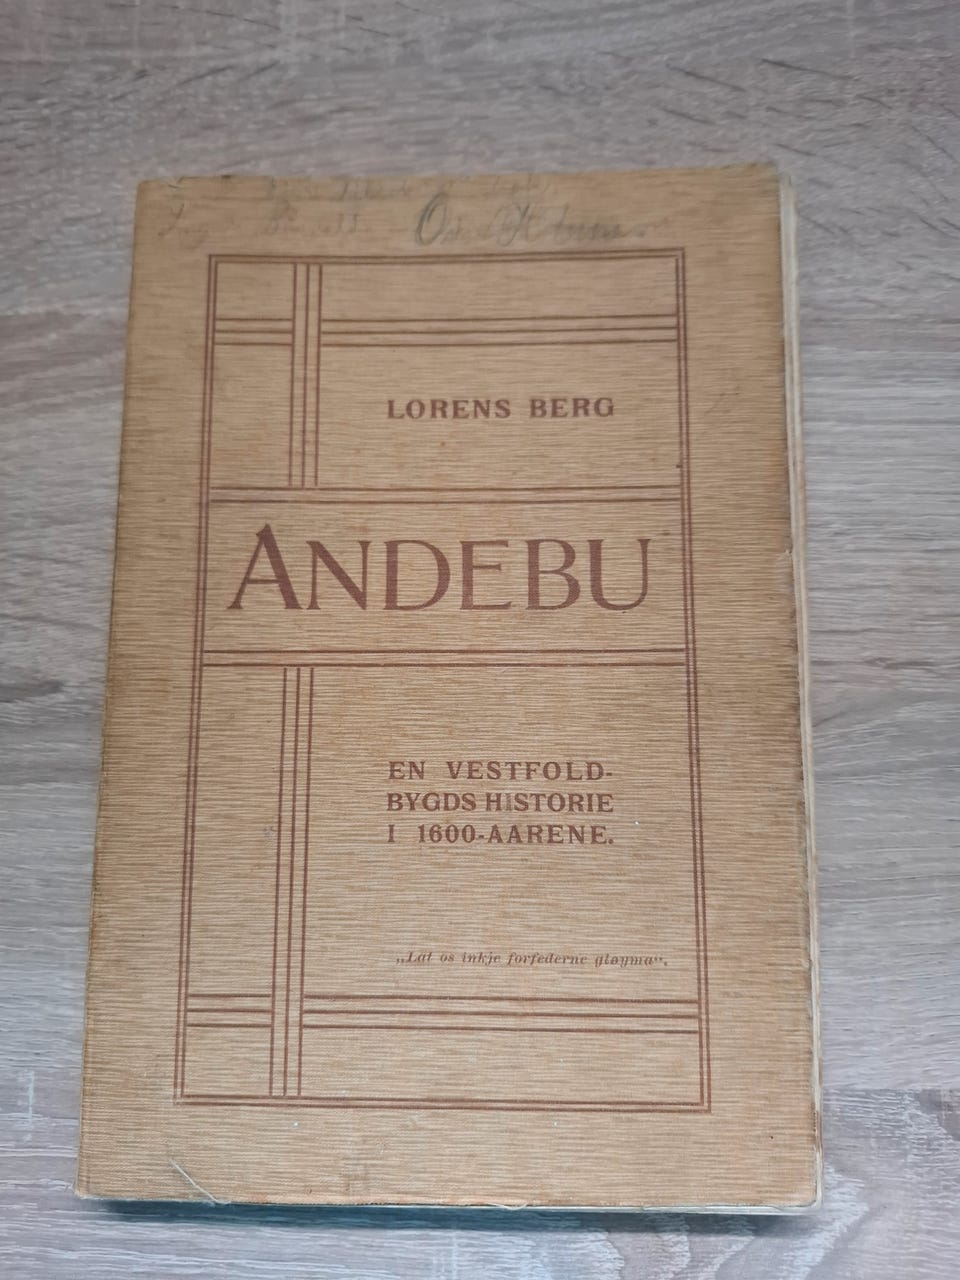 LORENS BERG
ANDEBU
EN VESTFOLD-
BYGDS HISTORIE
I 1600-AARENE.
„Lat os inkje forfederne gløyma“.